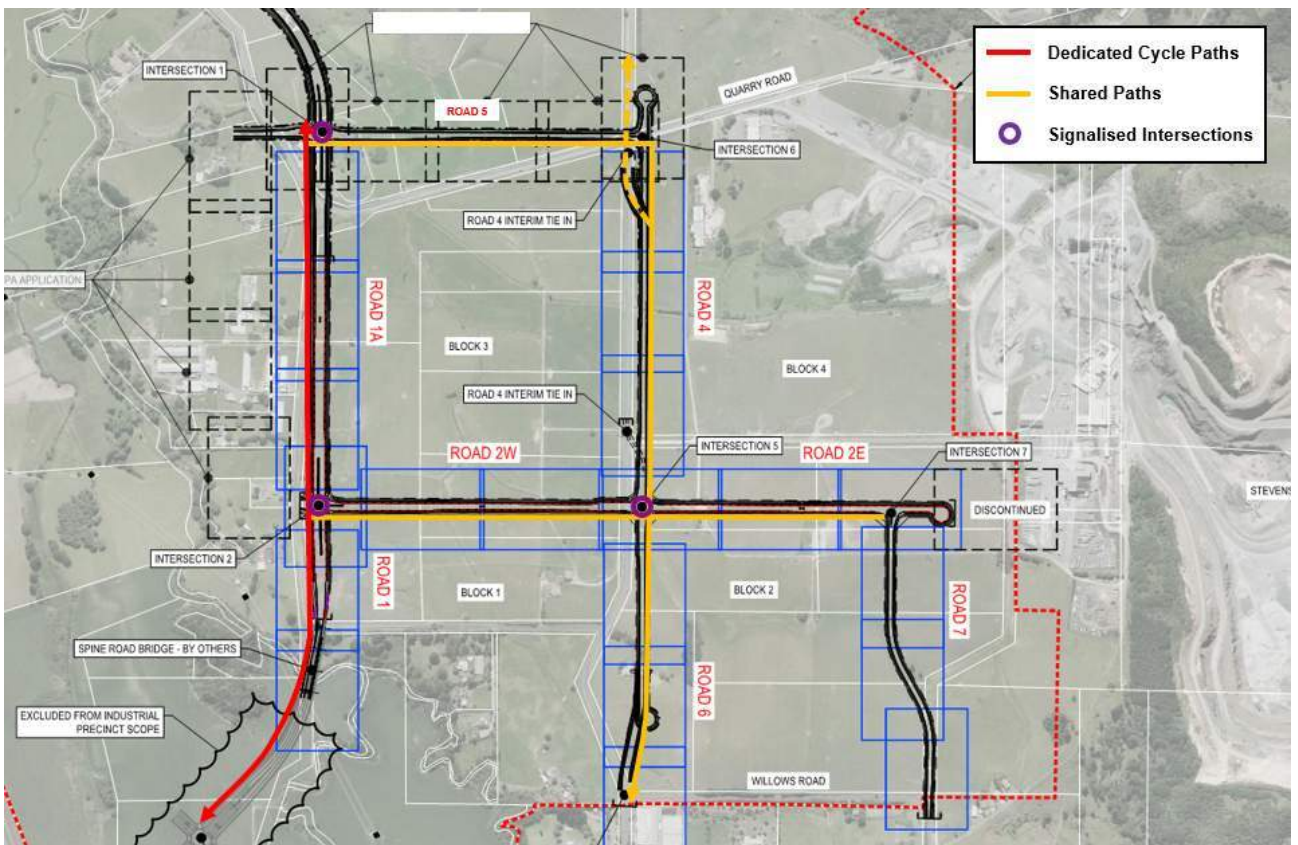 Dedicated Cycle Paths
Shared Paths
Signalised Intersections
INTERSECTION 1
ROAD 5
QUARRY ROAD
INTERSECTION 6
ROAD 4 INTERIM TIE IN
PA APPLICATION
ROAD 1A
ROAD 4
BLOCK 3
BLOCK 4
ROAD 4 INTERIM TIE IN
INTERSECTION 5
ROAD 2W
ROAD 2E
INTERSECTION 7
STEVENS
DISCONTINUED
INTERSECTION 2
ROAD 1
BLOCK 1
BLOCK 2
ROAD 7
SPINE ROAD BRIDGE - BY OTHERS
ROAD 6
EXCLUDED FROM INDUSTRIAL
PRECINCT SCOPE
WILLOWS ROAD